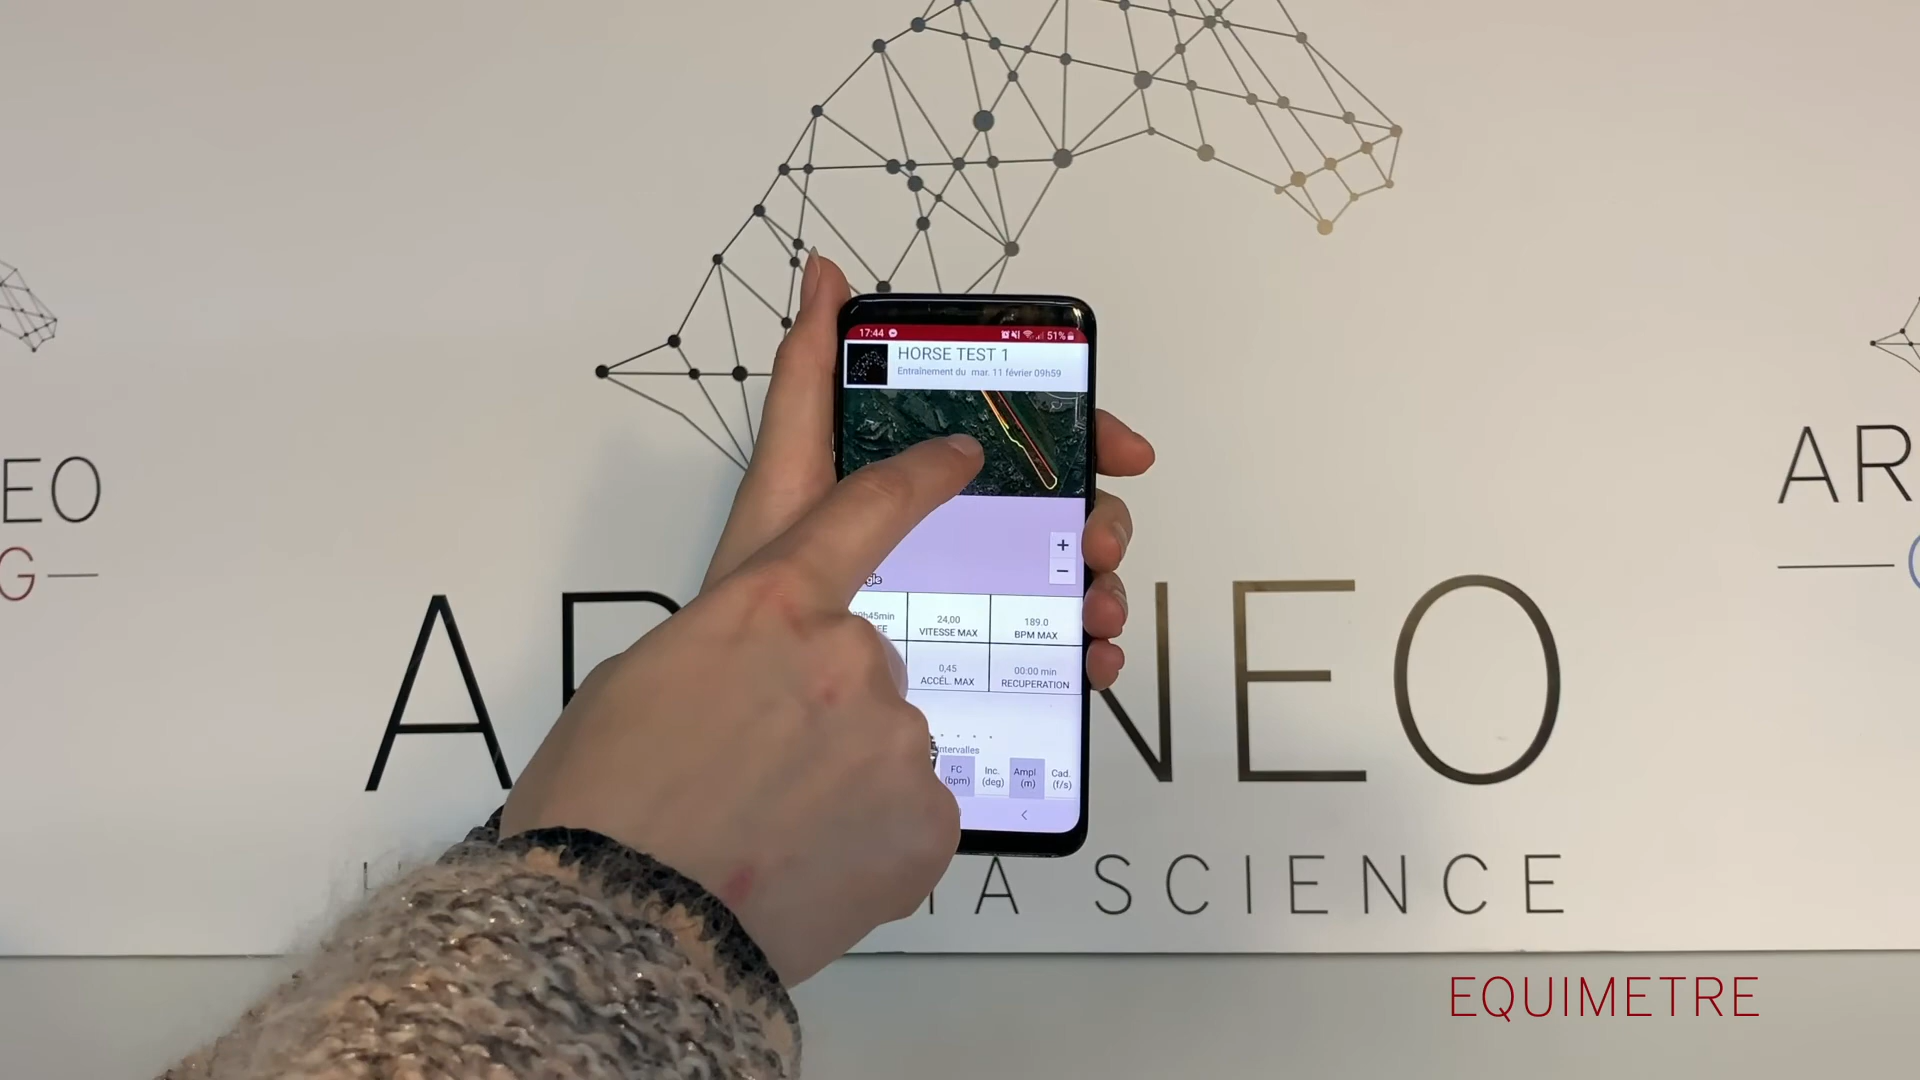 17:44
51%
HORSE TEST 1
Entraînement du mar. 11 février 09h59
+
−
24,00
VITESSE MAX
189.0
BPM MAX
0,45
ACCÉL. MAX
00:00 min
RECUPERATION
FC
(bpm)
Inc.
(deg)
Ampl
(m)
Cad.
(f/s)
EO
G
AR
NEO
SCIENCE
AR
EQUIMETRE